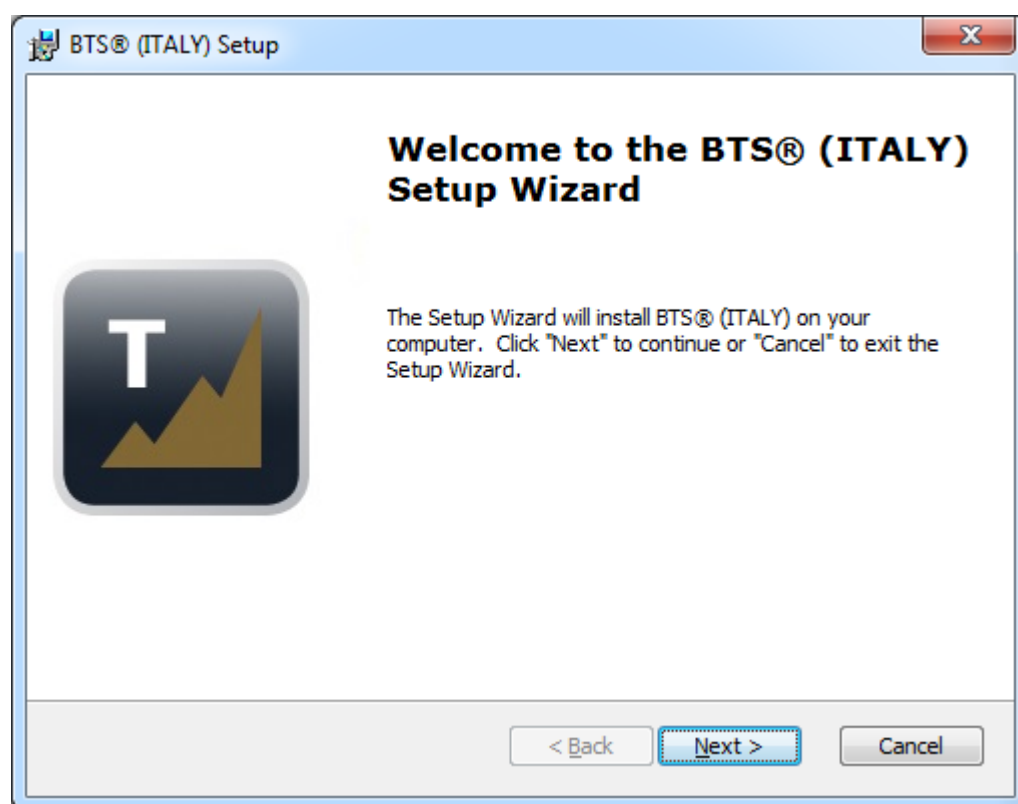 BTS® (ITALY) Setup
Welcome to the BTS® (ITALY)
Setup Wizard
The Setup Wizard will install BTS® (ITALY) on your
computer.  Click "Next" to continue or "Cancel" to exit the
Setup Wizard.
T
< Back
Next >
Cancel